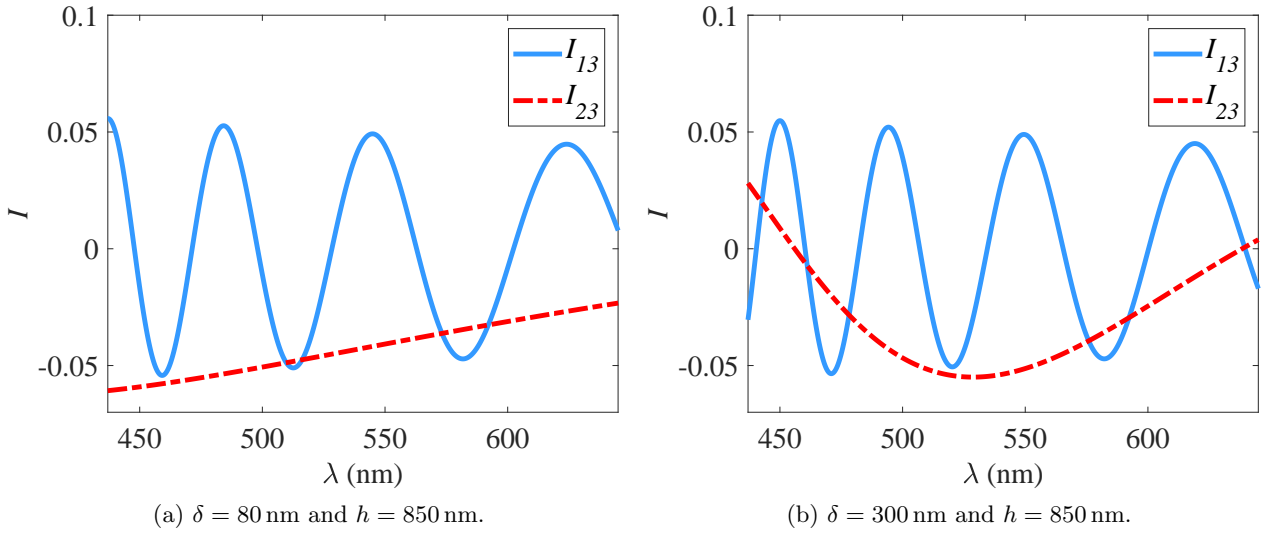 0.1
0.05
0
-0.05
I
I13
I23
450
500
550
600
λ (nm)
(a) δ = 80 nm and h = 850 nm.
0.1
0.05
0
-0.05
I
I13
I23
450
500
550
600
λ (nm)
(b) δ = 300 nm and h = 850 nm.